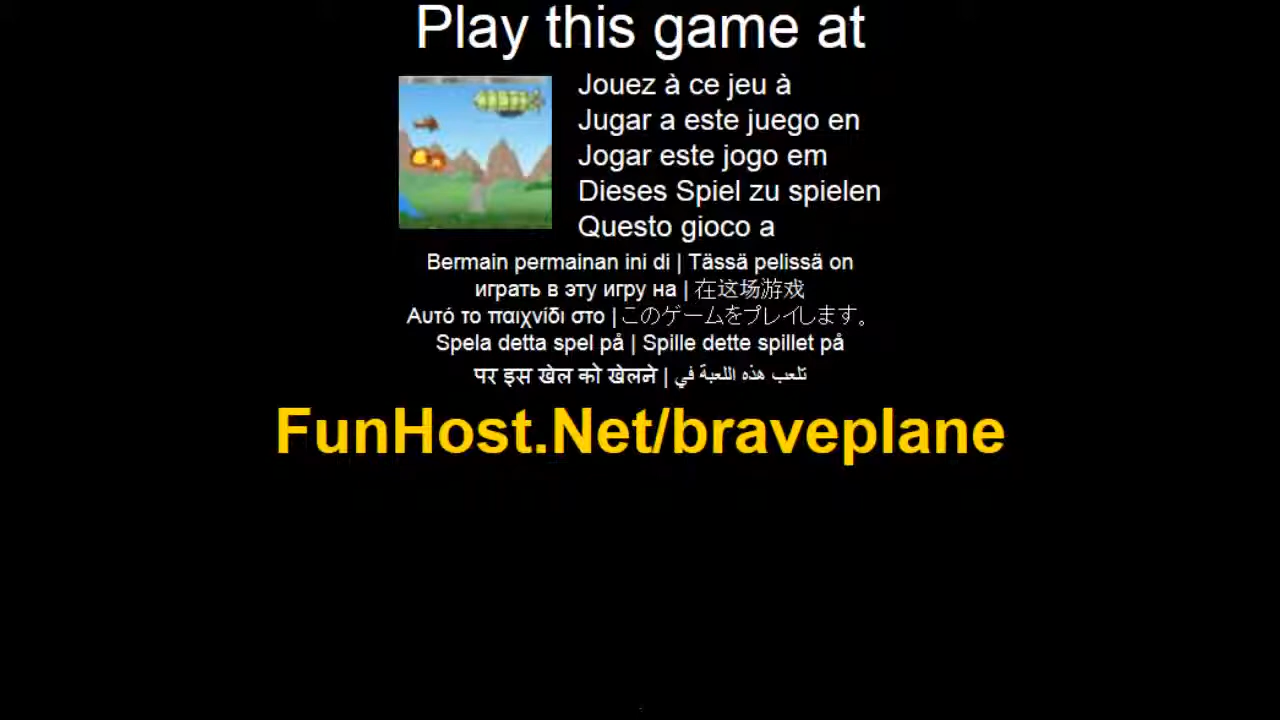 Play this game at
Jouez à ce jeu à
Jugar a este juego en
Jogar este jogo em
Dieses Spiel zu spielen
Questo gioco a
Bermain permainan ini di | Tässä pelissä on
играть в эту игру на | 在这场游戏
Αυτό το παιχνίδι στο | このゲームをプレイします。
Spela detta spel på | Spille dette spillet på
पर इस खेल को खेलने | تلعب هذه اللعبة في
FunHost.Net/braveplane